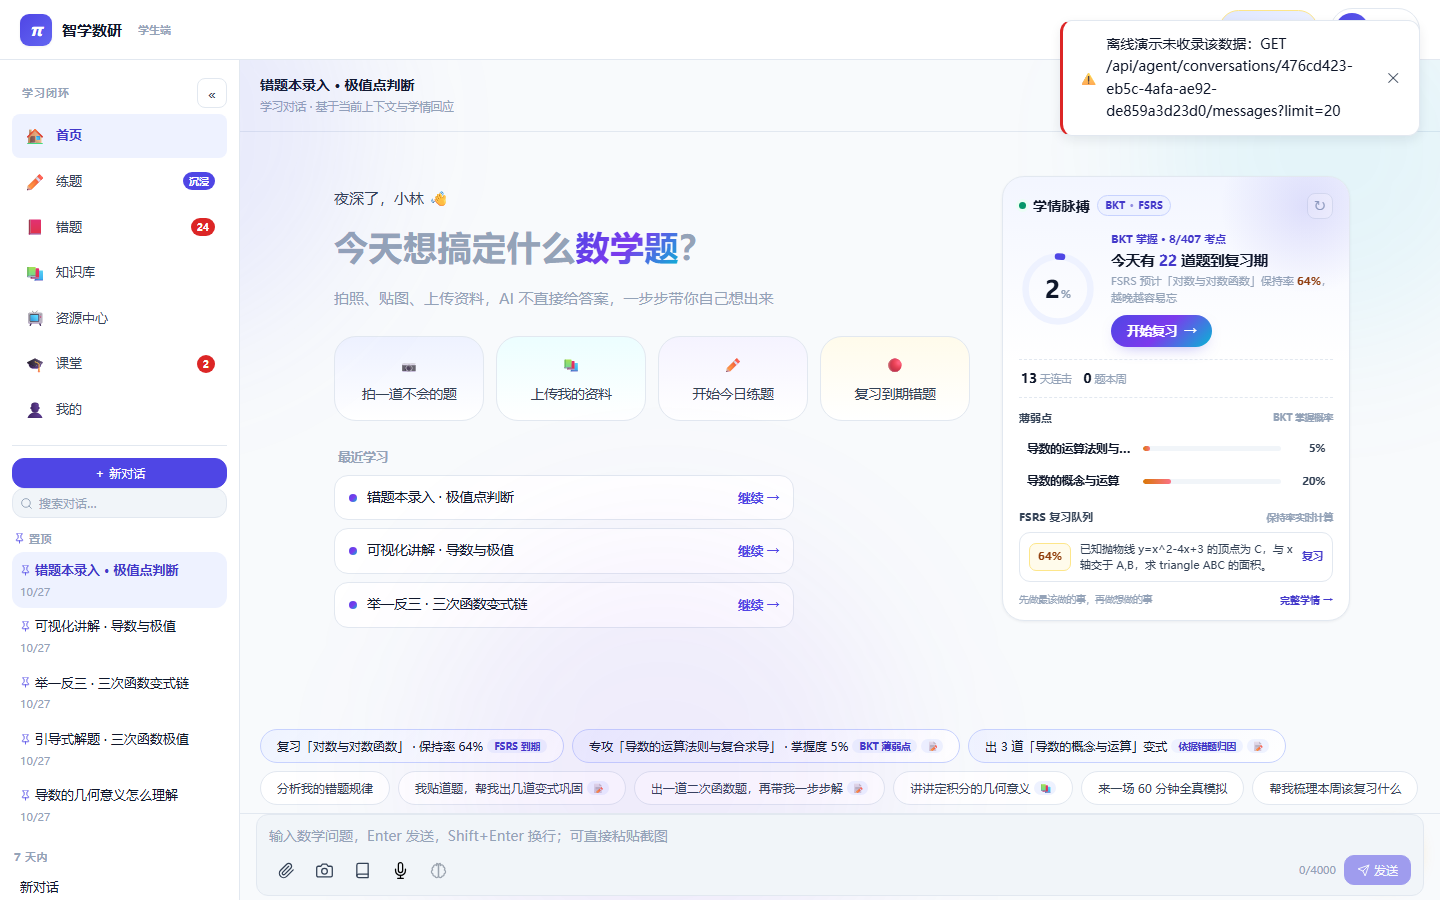 π
智学数研
学生端
离线演示未收录该数据：GET
/api/agent/conversations/476cd423-
eb5c-4afa-ae92-
de859a3d23d0/messages?limit=20
学习闭环
«
首页
练题
沉浸
错题
24
知识库
资源中心
课堂
2
我的
+ 新对话
搜索对话...
置顶
错题本录入 · 极值点判断
10/27
可视化讲解 · 导数与极值
10/27
举一反三 · 三次函数变式链
10/27
引导式解题 · 三次函数极值
10/27
导数的几何意义怎么理解
10/27
7 天内
新对话
错题本录入 · 极值点判断
学习对话 · 基于当前上下文与学情回应
夜深了，小林
今天想搞定什么数学题?
拍照、贴图、上传资料，AI 不直接给答案，一步步带你自己想出来
拍一道不会的题
上传我的资料
开始今日练题
复习到期错题
最近学习
错题本录入 · 极值点判断
继续 →
可视化讲解 · 导数与极值
继续 →
举一反三 · 三次函数变式链
继续 →
学情脉搏
BKT · FSRS
2%
BKT 掌握 · 8/407 考点
今天有 22 道题到复习期
FSRS 预计「对数与对数函数」保持率 64%，
越晚越容易忘
开始复习 →
13 天连击
0 题本周
薄弱点
BKT 掌握概率
导数的运算法则与...
5%
导数的概念与运算
20%
FSRS 复习队列
保持率实时计算
64%
已知抛物线 y=x^2-4x+3 的顶点为 C，与 x
轴交于 A,B，求 triangle ABC 的面积。
复习
先做最该做的事，再做想做的事
完整学情 →
复习「对数与对数函数」 · 保持率 64%
FSRS 到期
专攻「导数的运算法则与复合求导」 · 掌握度 5%
BKT 薄弱点
出 3 道「导数的概念与运算」变式
依据错题归因
分析我的错题规律
我贴道题，帮我出几道变式巩固
出一道二次函数题，再带我一步步解
讲讲定积分的几何意义
来一场 60 分钟全真模拟
帮我梳理本周该复习什么
输入数学问题，Enter 发送，Shift+Enter 换行；可直接粘贴截图
0/4000
发送